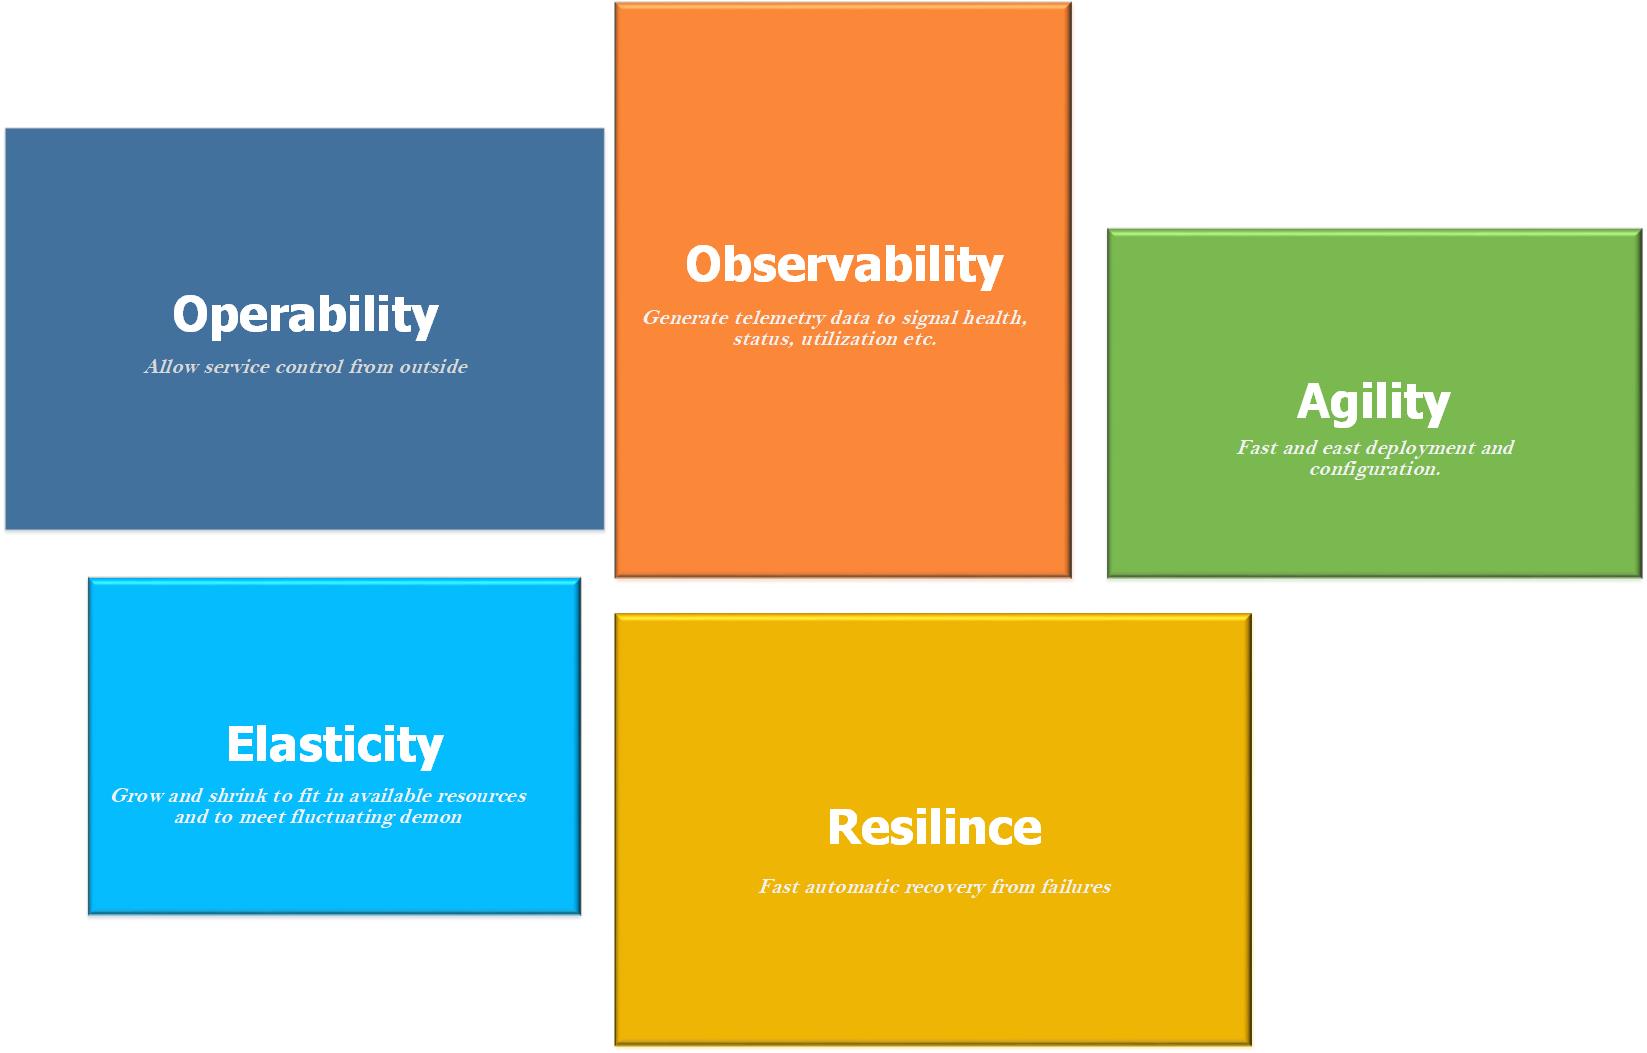 Operability
Allow service control from outside
Observability
Generate telemetry data to signal health,
status, utilization etc.
Agility
Fast and east deployment and
configuration.
Elasticity
Grow and shrink to fit in available resources
and to meet fluctuating demon
Resilince
Fast automatic recovery from failures